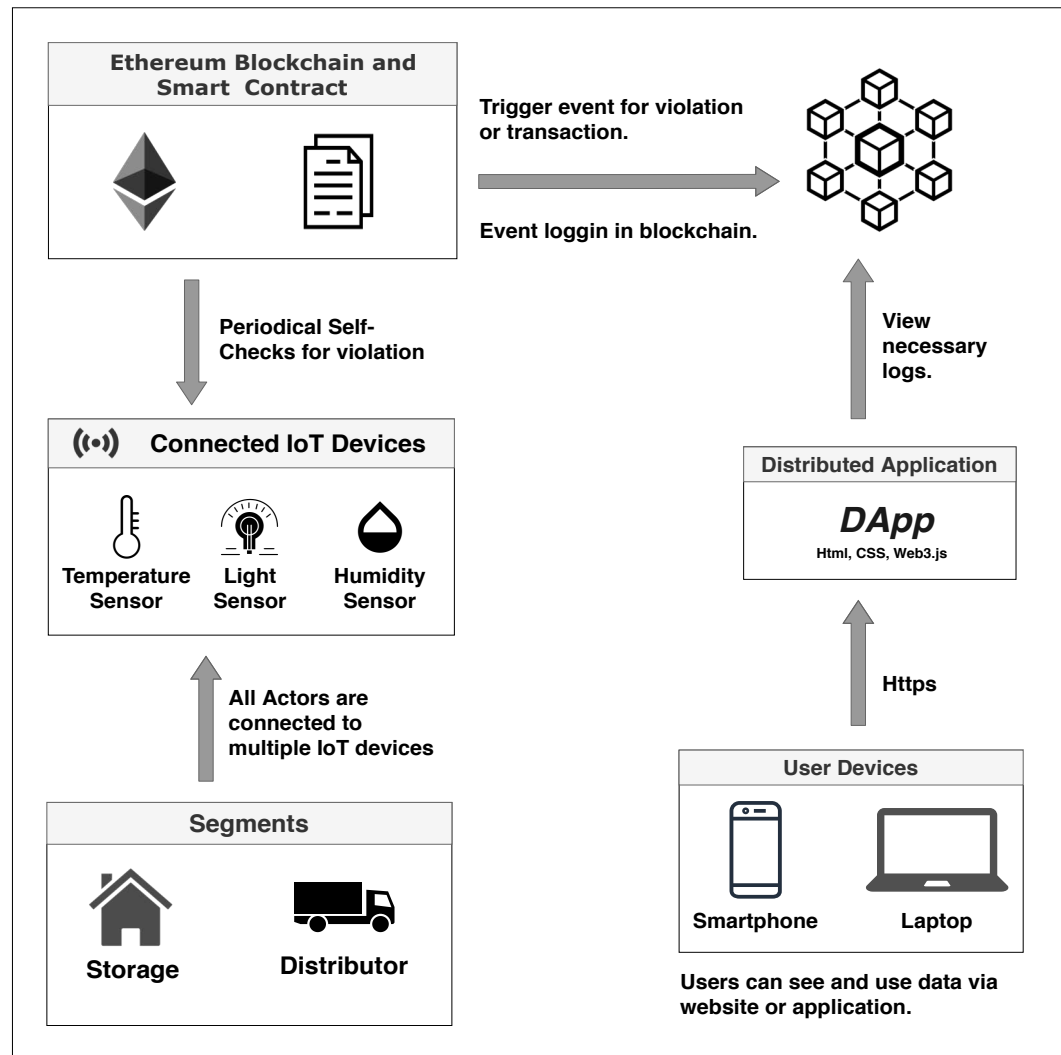 Ethereum Blockchain and
Smart Contract
Trigger event for violation
or transaction.
Event loggin in blockchain.
Periodical Self-
Checks for violation
View
necessary
logs.
Connected IoT Devices
Temperature
Sensor
Light
Sensor
Humidity
Sensor
Distributed Application
DApp
Html, CSS, Web3.js
All Actors are
connected to
multiple IoT devices
Https
Segments
Storage
Distributor
User Devices
Smartphone
Laptop
Users can see and use data via
website or application.